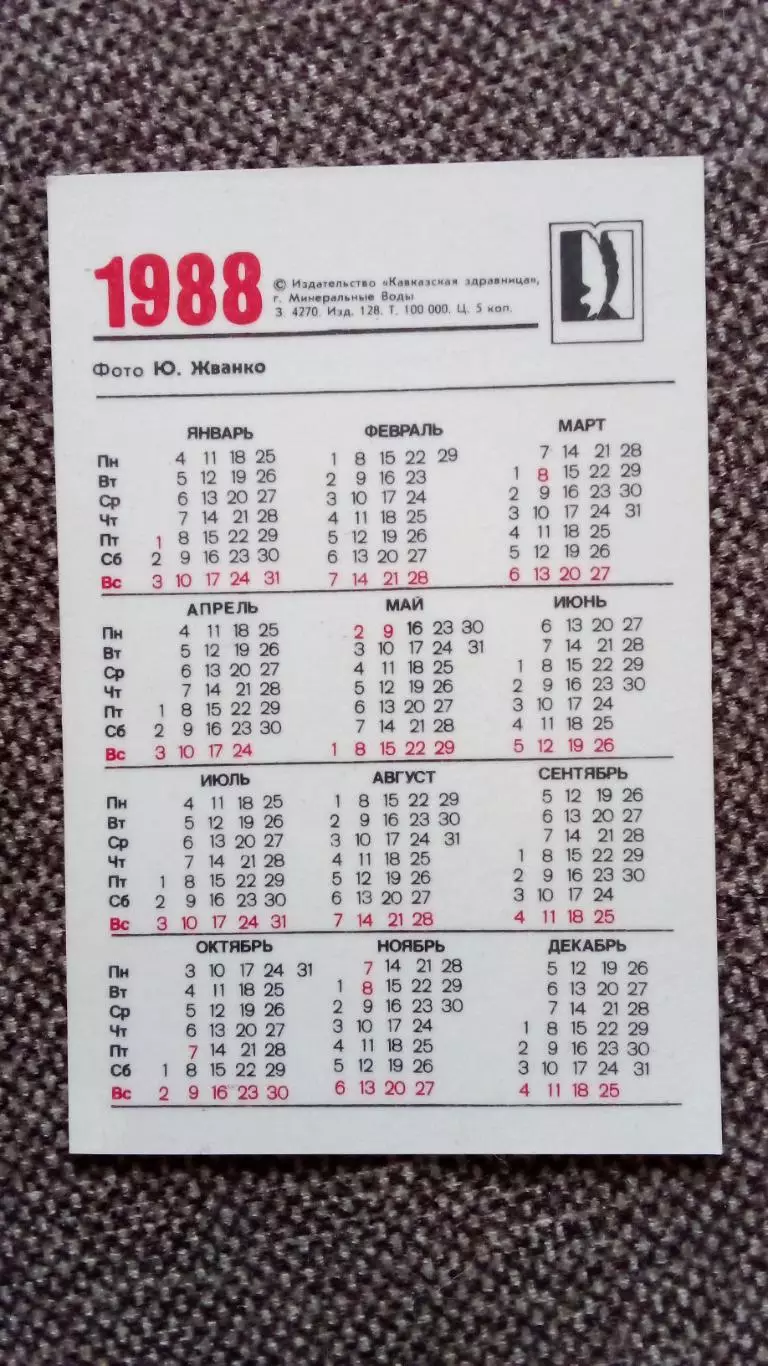 1988
© Издательство «Кавказская здравница»,
г. Минеральные Воды
З 4270. Изд. 128. Т. 100 000. Ц. 5 коп.
Фото Ю. Жванко
ЯНВАРЬ ФЕВРАЛЬ МАРТ
Пн 4 11 18 25 1 8 15 22 29 7 14 21 28
Вт 5 12 19 26 2 9 16 23 1 8 15 22 29
Ср 6 13 20 27 3 10 17 24 2 9 16 23 30
Чт 7 14 21 28 4 11 18 25 3 10 17 24 31
Пт 1 8 15 22 29 5 12 19 26 4 11 18 25
Сб 2 9 16 23 30 6 13 20 27 5 12 19 26
Вс 3 10 17 24 31 7 14 21 28 6 13 20 27
АПРЕЛЬ МАЙ ИЮНЬ
Пн 4 11 18 25 2 9 16 23 30 6 13 20 27
Вт 5 12 19 26 3 10 17 24 31 7 14 21 28
Ср 6 13 20 27 4 11 18 25 1 8 15 22 29
Чт 7 14 21 28 5 12 19 26 2 9 16 23 30
Пт 1 8 15 22 29 6 13 20 27 3 10 17 24
Сб 2 9 16 23 30 7 14 21 28 4 11 18 25
Вс 3 10 17 24 1 8 15 22 29 5 12 19 26
ИЮЛЬ АВГУСТ СЕНТЯБРЬ
Пн 4 11 18 25 1 8 15 22 29 5 12 19 26
Вт 5 12 19 26 2 9 16 23 30 6 13 20 27
Ср 6 13 20 27 3 10 17 24 31 7 14 21 28
Чт 7 14 21 28 4 11 18 25 1 8 15 22 29
Пт 1 8 15 22 29 5 12 19 26 2 9 16 23 30
Сб 2 9 16 23 30 6 13 20 27 3 10 17 24
Вс 3 10 17 24 31 7 14 21 28 4 11 18 25
ОКТЯБРЬ НОЯБРЬ ДЕКАБРЬ
Пн 3 10 17 24 31 7 14 21 28 5 12 19 26
Вт 4 11 18 25 1 8 15 22 29 6 13 20 27
Ср 5 12 19 26 2 9 16 23 30 7 14 21 28
Чт 6 13 20 27 3 10 17 24 1 8 15 22 29
Пт 7 14 21 28 4 11 18 25 2 9 16 23 30
Сб 1 8 15 22 29 5 12 19 26 3 10 17 24 31
Вс 2 9 16 23 30 6 13 20 27 4 11 18 25